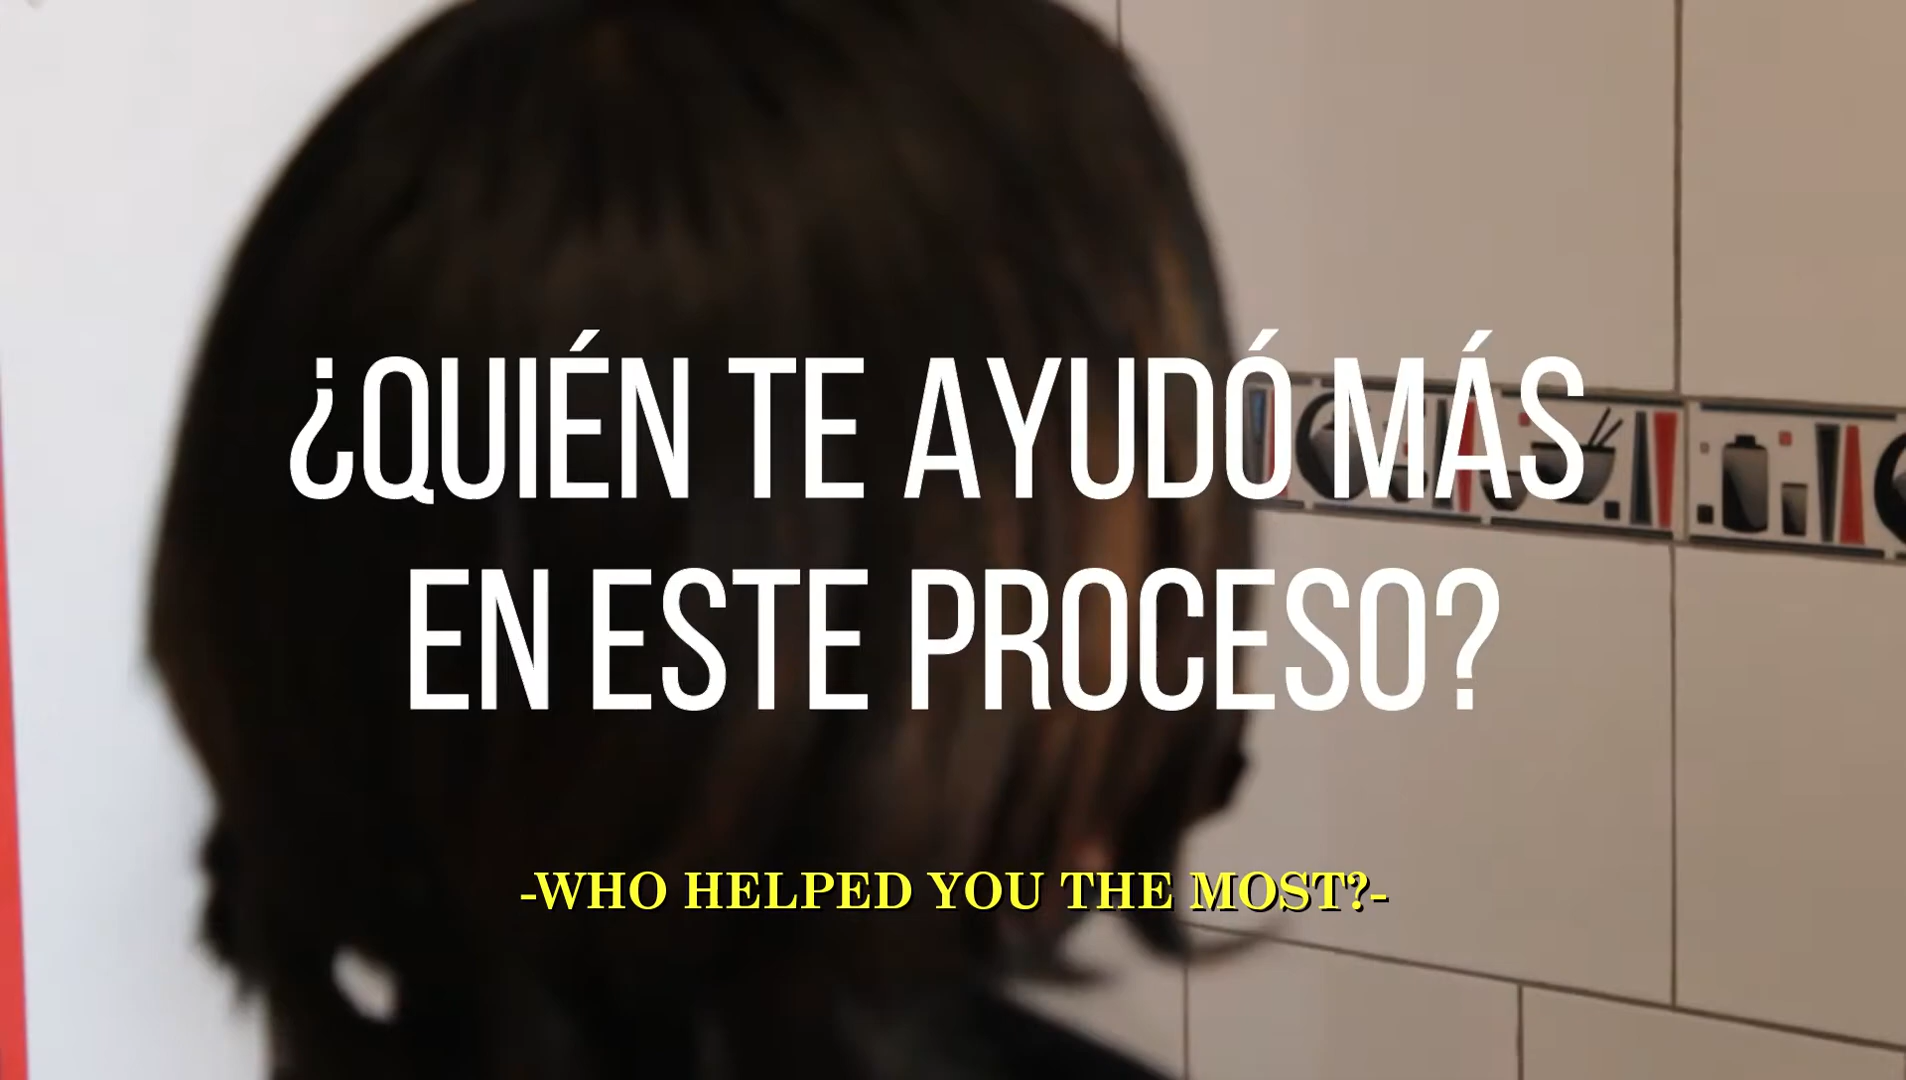 ¿QUIÉN TE AYUDÓ MÁS
EN ESTE PROCESO?
-WHO HELPED YOU THE MOST?-